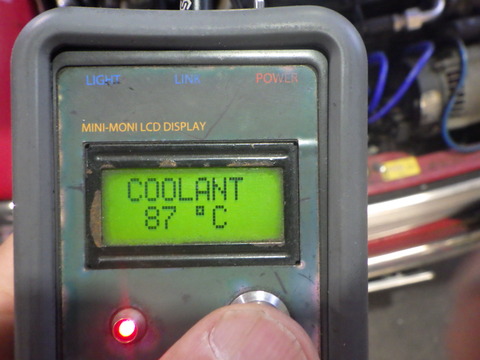 LIGHT LINK POWER
MINI-MONI LCD DISPLAY
COOLANT
87 °C